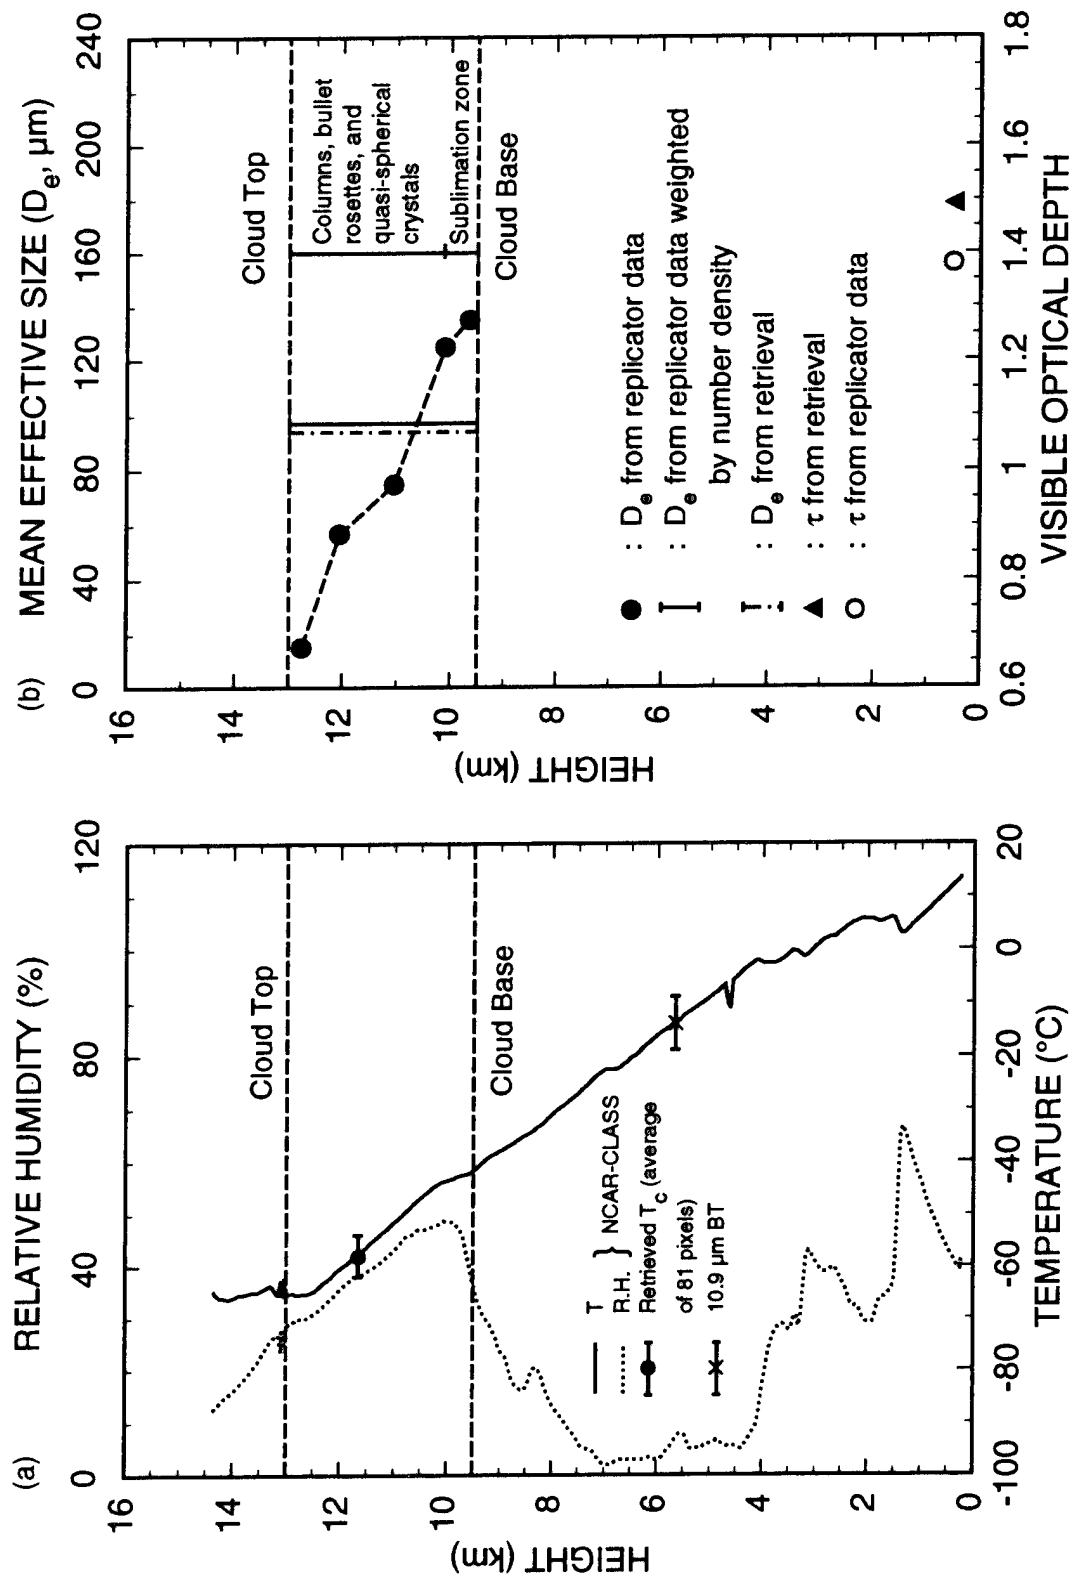 (a) RELATIVE HUMIDITY (%)
0 40 80 120
16
14
12
10
8
6
4
2
0
HEIGHT (km)
Cloud Top
Cloud Base
T
R.H.
} NCAR-CLASS
Retrieved Tc (average
of 81 pixels)
10.9 μm BT
-100 -80 -60 -40 -20 0 20
TEMPERATURE (°C)
(b) MEAN EFFECTIVE SIZE (De, μm)
0 40 80 120 160 200 240
16
14
12
10
8
6
4
2
0
HEIGHT (km)
Cloud Top
Columns, bullet
rosettes, and
quasi-spherical
crystals
Sublimation zone
Cloud Base
: De from replicator data
: De from replicator data weighted
by number density
: De from retrieval
: τ from retrieval
: τ from replicator data
0.6 0.8 1 1.2 1.4 1.6 1.8
VISIBLE OPTICAL DEPTH